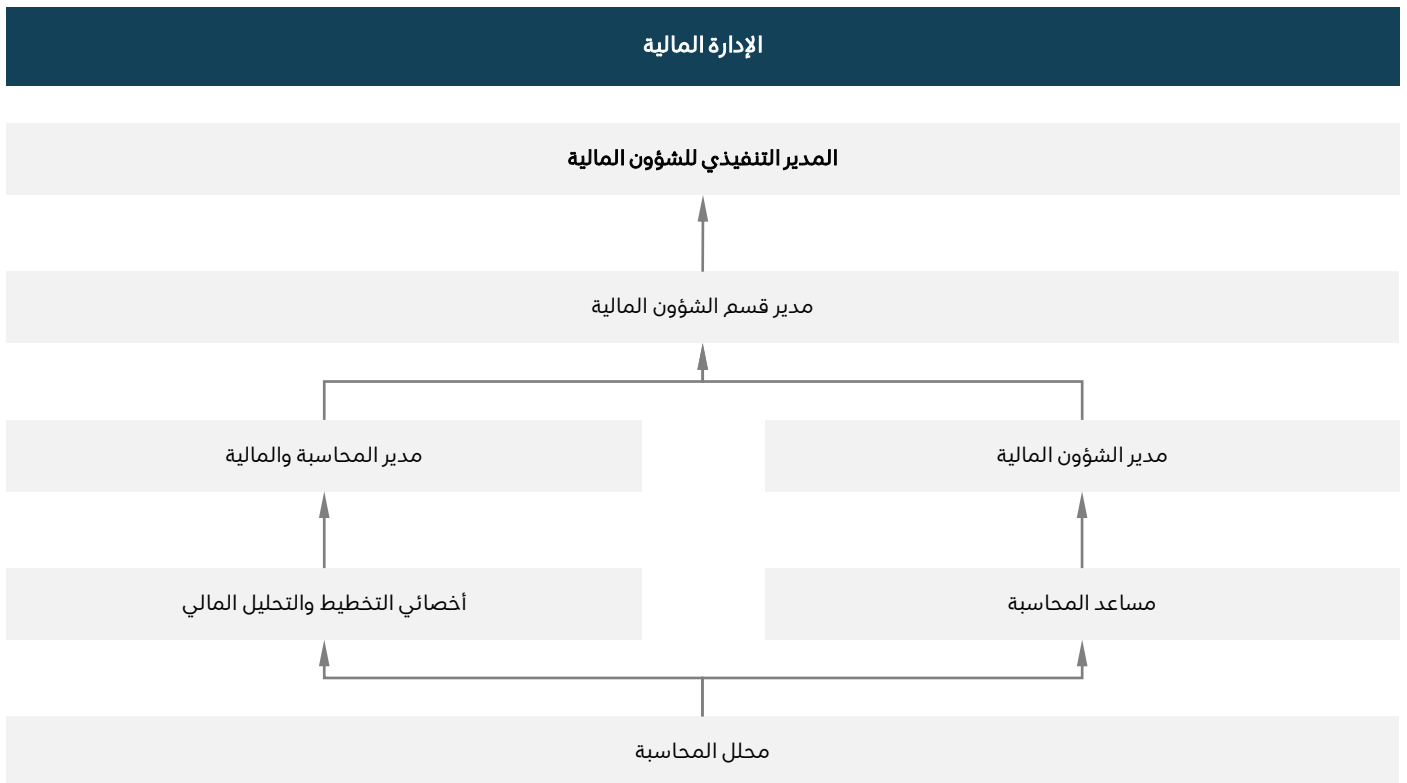 الإدارة المالية
المدير التنفيذي للشؤون المالية
مدير قسم الشؤون المالية
مدير الشؤون المالية
مدير المحاسبة والمالية
مساعد المحاسبة
أخصائي التخطيط والتحليل المالي
محلل المحاسبة